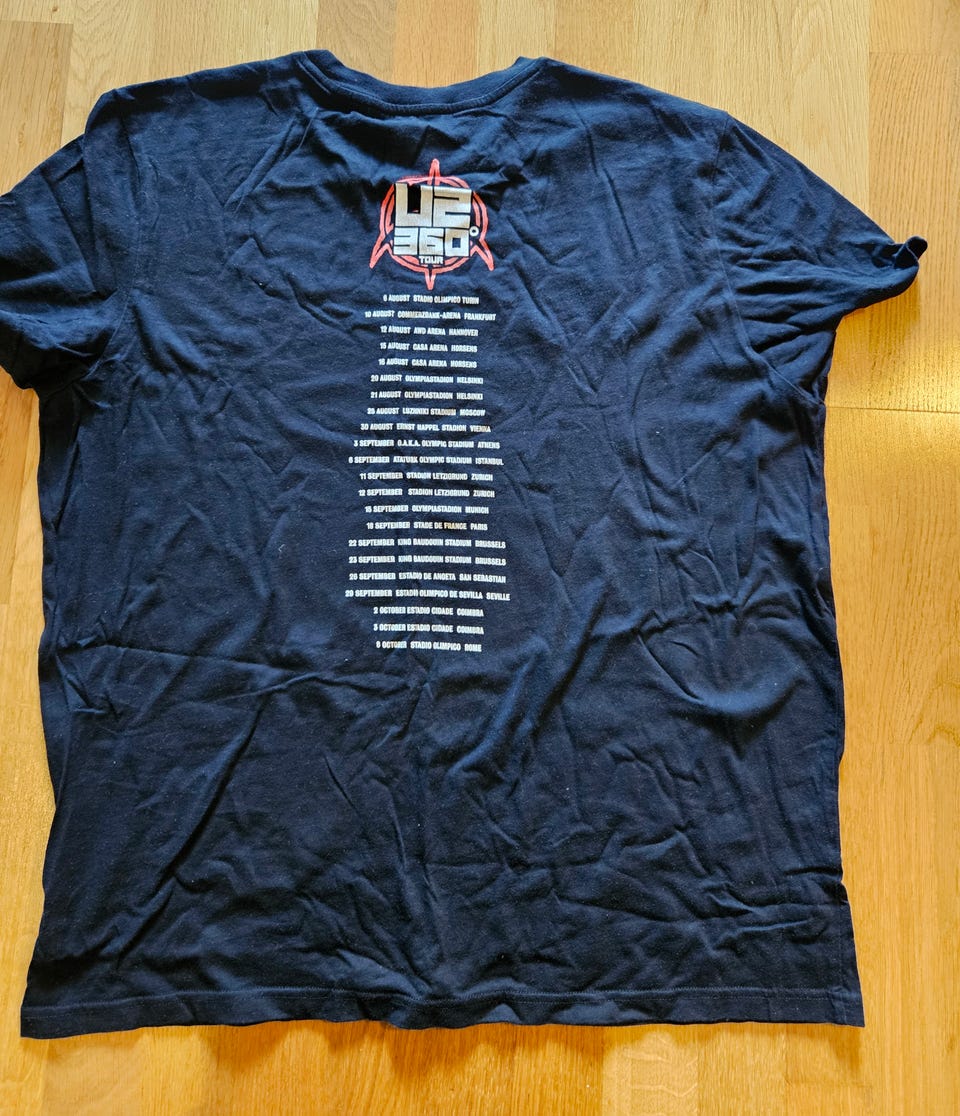 U2
360°
TOUR
6 AUGUST STADIO OLIMPICO TURIN
10 AUGUST COMMERZBANK-ARENA FRANKFURT
12 AUGUST AWD ARENA HANNOVER
15 AUGUST CASA ARENA HORSENS
16 AUGUST CASA ARENA HORSENS
20 AUGUST OLYMPIASTADION HELSINKI
21 AUGUST OLYMPIASTADION HELSINKI
25 AUGUST LUZHNIKI STADIUM MOSCOW
30 AUGUST ERNST HAPPEL STADION VIENNA
3 SEPTEMBER O.A.K.A. OLYMPIC STADIUM ATHENS
6 SEPTEMBER ATATURK OLYMPIC STADIUM ISTANBUL
11 SEPTEMBER STADION LETZIGRUND ZURICH
12 SEPTEMBER STADION LETZIGRUND ZURICH
15 SEPTEMBER OLYMPIASTADION MUNICH
18 SEPTEMBER STADE DE FRANCE PARIS
22 SEPTEMBER KING BAUDOUIN STADIUM BRUSSELS
23 SEPTEMBER KING BAUDOUIN STADIUM BRUSSELS
26 SEPTEMBER ESTADIO DE ANOETA SAN SEBASTIAN
29 SEPTEMBER ESTADIO OLIMPICO DE SEVILLA SEVILLE
2 OCTOBER ESTADIO CIDADE COIMBRA
3 OCTOBER ESTADIO CIDADE COIMBRA
8 OCTOBER STADIO OLIMPICO ROME